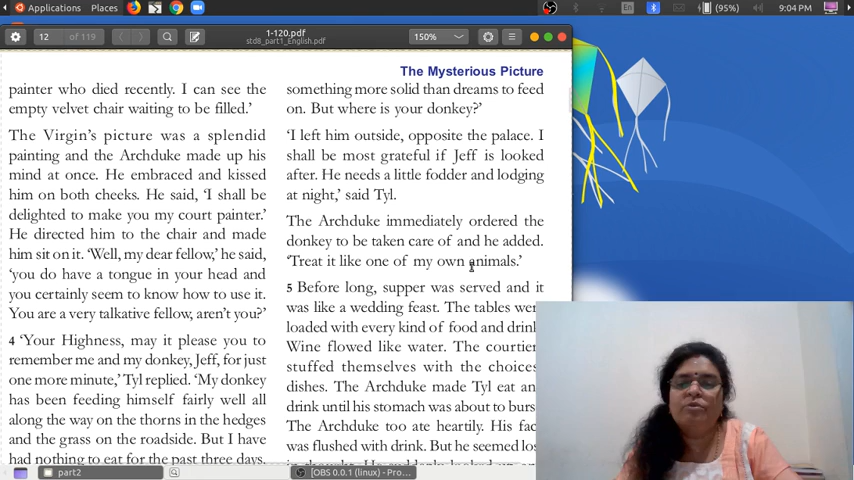 Applications Places En (95%) 9:04 PM
1-120.pdf
std8_part1_English.pdf
12 of 119
150%
The Mysterious Picture
painter who died recently. I can see the
empty velvet chair waiting to be filled.’
The Virgin’s picture was a splendid
painting and the Archduke made up his
mind at once. He embraced and kissed
him on both cheeks. He said, ‘I shall be
delighted to make you my court painter.’
He directed him to the chair and made
him sit on it. ‘Well, my dear fellow,’ he said,
‘you do have a tongue in your head and
you certainly seem to know how to use it.
You are a very talkative fellow, aren’t you?’
4 ‘Your Highness, may it please you to
remember me and my donkey, Jeff, for just
one more minute,’ Tyl replied. ‘My donkey
has been feeding himself fairly well all
along the way on the thorns in the hedges
and the grass on the roadside. But I have
had nothing to eat for the past three days.
something more solid than dreams to feed
on. But where is your donkey?’
‘I left him outside, opposite the palace. I
shall be most grateful if Jeff is looked
after. He needs a little fodder and lodging
at night,’ said Tyl.
The Archduke immediately ordered the
donkey to be taken care of and he added.
‘Treat it like one of my own animals.’
5 Before long, supper was served and it
was like a wedding feast. The tables wer
loaded with every kind of food and drink
Wine flowed like water. The courtier
stuffed themselves with the choices
dishes. The Archduke made Tyl eat an
drink until his stomach was about to burs
The Archduke too ate heartily. His fac
was flushed with drink. But he seemed los
in thought. He suddenly looked up
part2
[OBS 0.0.1 (linux) - Pro...